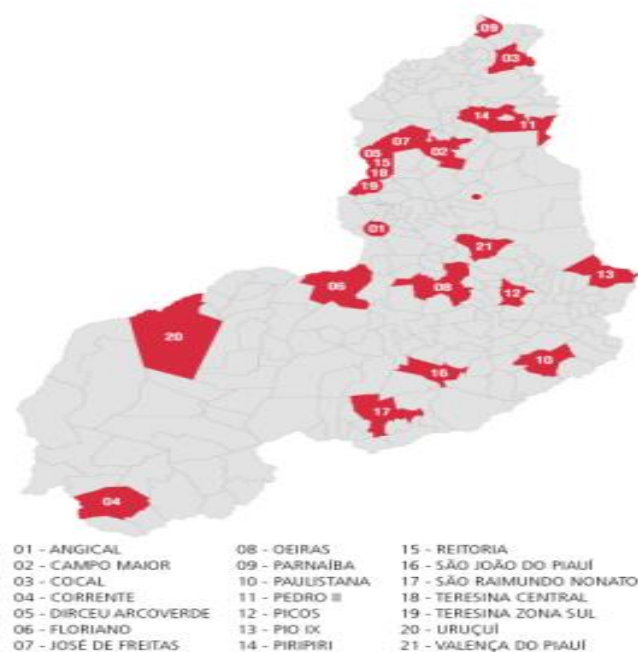 09
03
14
11
07
02
05
15
18
19
01
21
13
06
08
12
20
10
16
17
04
01 - ANGICAL
02 - CAMPO MAIOR
03 - COCAL
04 - CORRENTE
05 - DIRCEU ARCOVERDE
06 - FLORIANO
07 - JOSÉ DE FREITAS
08 - OEIRAS
09 - PARNAÍBA
10 - PAULISTANA
11 - PEDRO II
12 - PICOS
13 - PIO IX
14 - PIRIPIRI
15 - REITORIA
16 - SÃO JOÃO DO PIAUÍ
17 - SÃO RAIMUNDO NONATO
18 - TERESINA CENTRAL
19 - TERESINA ZONA SUL
20 - URUÇUÍ
21 - VALENÇA DO PIAUÍ